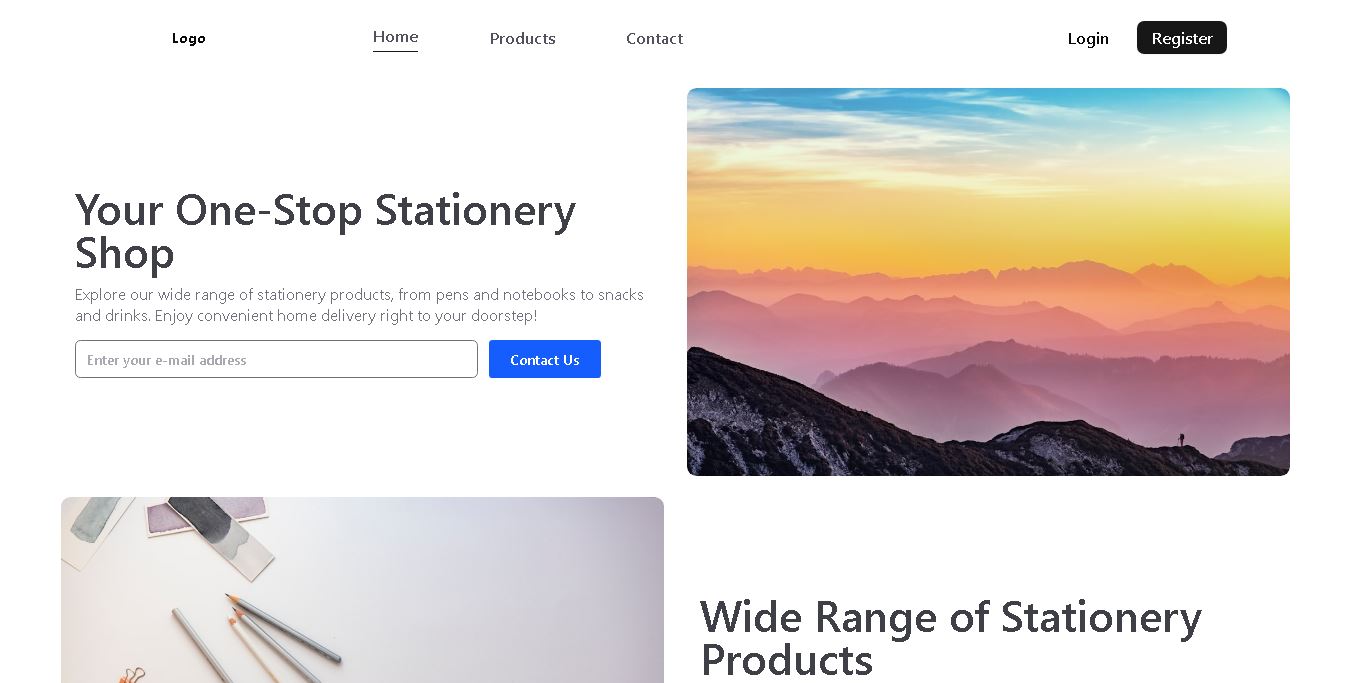 Logo
Home
Products
Contact
Login
Register
Your One-Stop Stationery
Shop
Explore our wide range of stationery products, from pens and notebooks to snacks
and drinks. Enjoy convenient home delivery right to your doorstep!
Enter your e-mail address
Contact Us
Wide Range of Stationery
Products